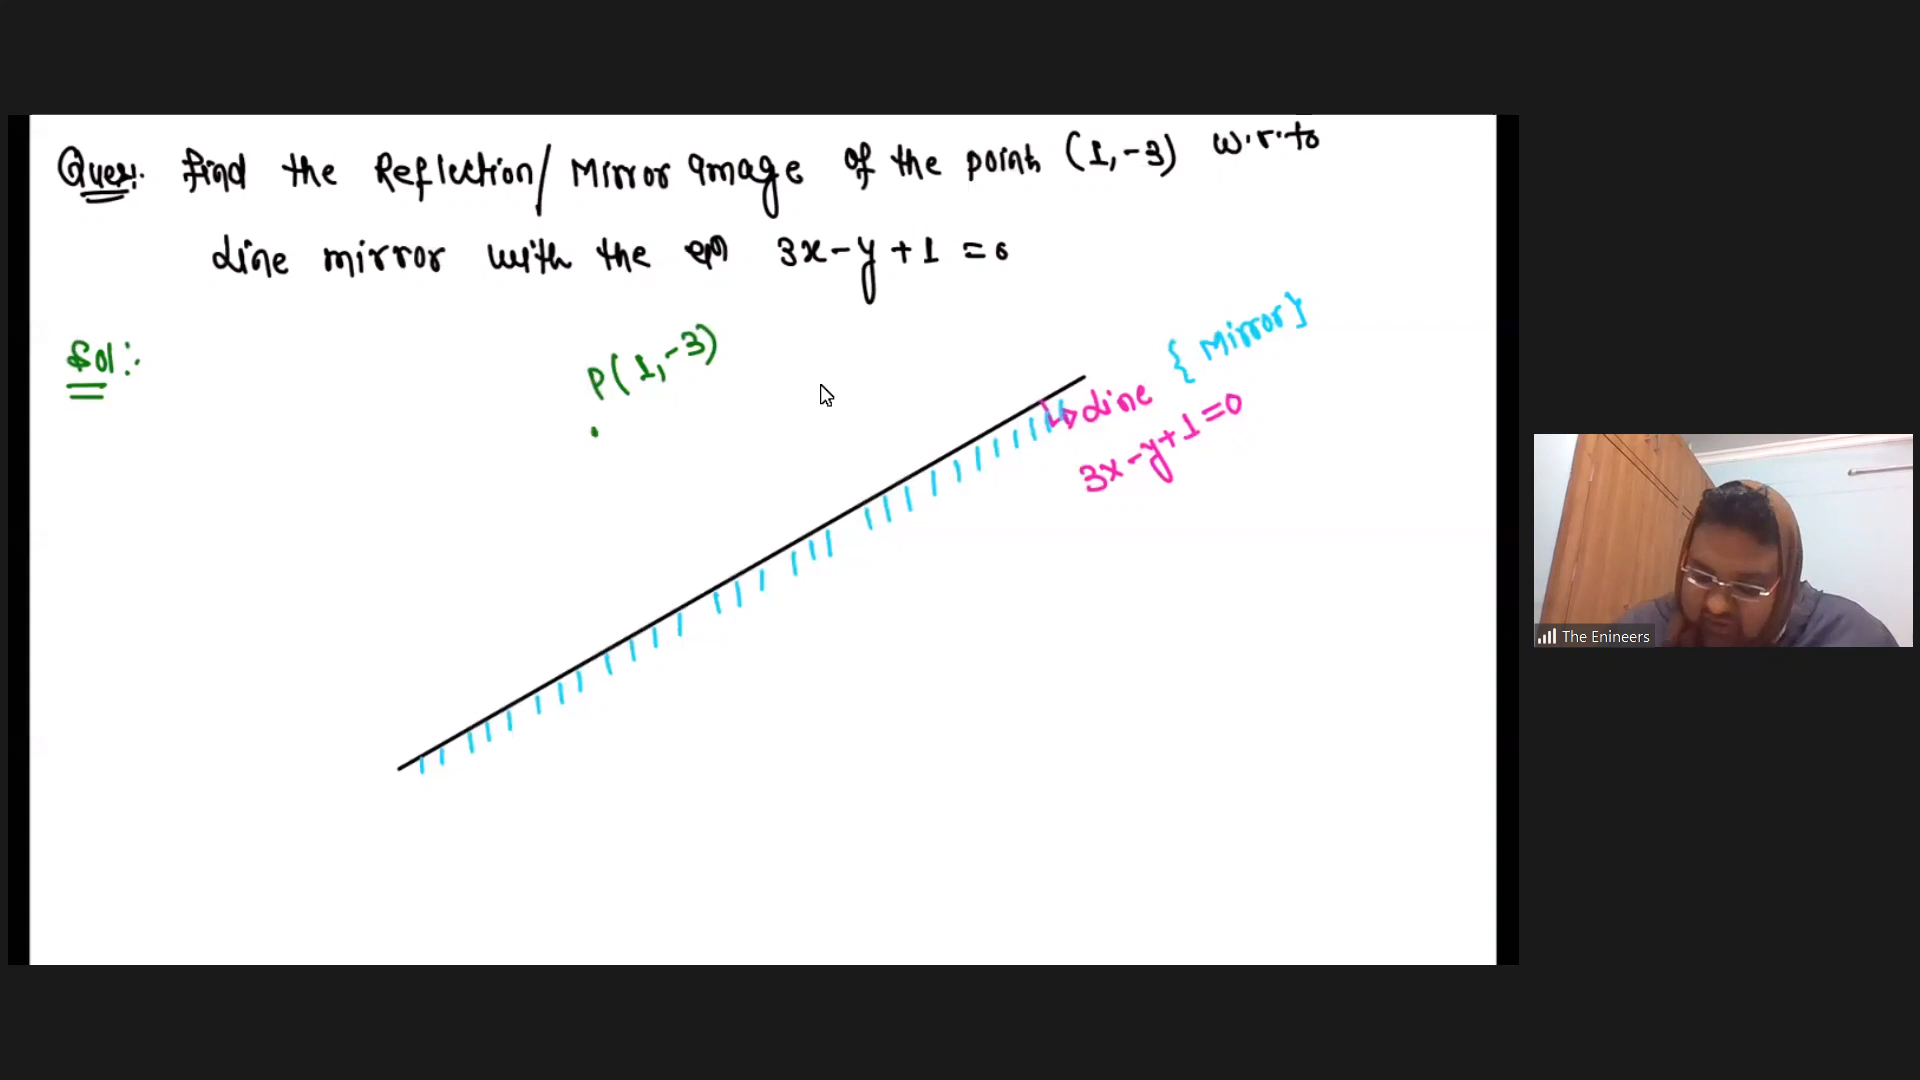 Ques: find the Reflection/ Mirror Image of the point (1,-3) w.r.to
Line mirror with the eqn 3x-y+1 =0
Sol:
P(1,-3)
{ Mirror}
Line
3x-y+1=0
The Enineers